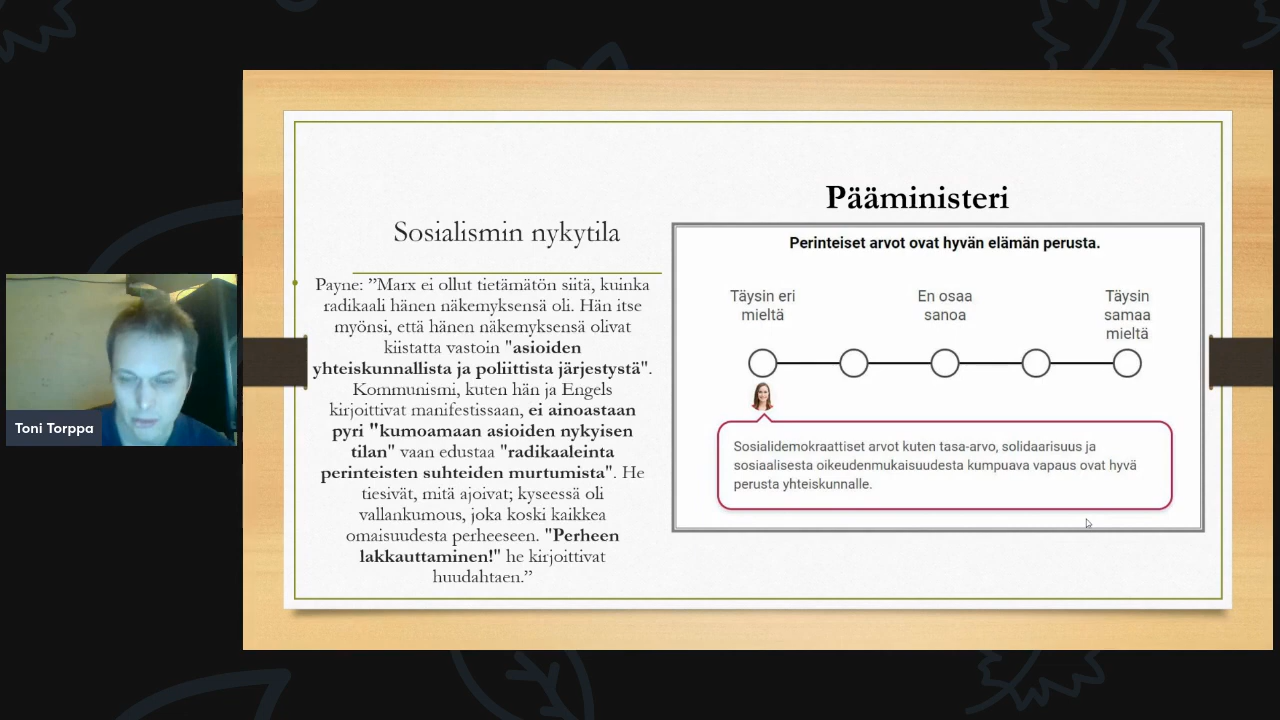 Pääministeri
Sosialismin nykytila
Payne: ”Marx ei ollut tietämätön siitä, kuinka
radikaali hänen näkemyksensä oli. Hän itse
myönsi, että hänen näkemyksensä olivat
kiistatta vastoin "asioiden
yhteiskunnallista ja poliittista järjestystä".
Kommunismi, kuten hän ja Engels
kirjoittivat manifestissaan, ei ainoastaan
pyri "kumoamaan asioiden nykyisen
tilan" vaan edustaa "radikaaleinta
perinteisten suhteiden murtumista". He
tiesivät, mitä ajoivat; kyseessä oli
vallankumous, joka koski kaikkea
omaisuudesta perheeseen. "Perheen
lakkauttaminen!" he kirjoittivat
huudahtaen.”
Perinteiset arvot ovat hyvän elämän perusta.
Täysin eri
mieltä
En osaa
sanoa
Täysin
samaa
mieltä
Sosialidemokraattiset arvot kuten tasa-arvo, solidaarisuus ja
sosiaalisesta oikeudenmukaisuudesta kumpuava vapaus ovat hyvä
perusta yhteiskunnalle.
Toni Torppa